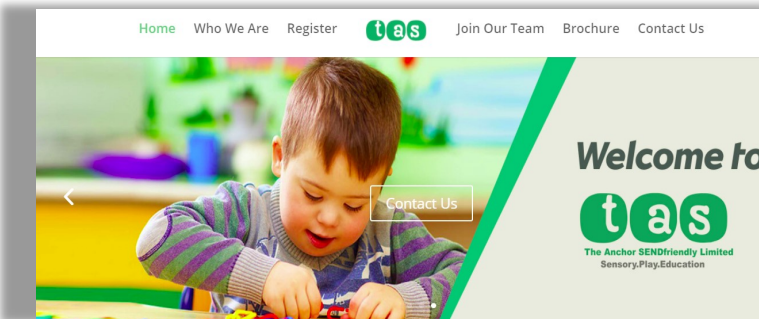 Home Who We Are Register tas Join Our Team Brochure Contact Us
Contact Us
Welcome to
tas
The Anchor SENDfriendly Limited
Sensory.Play.Education